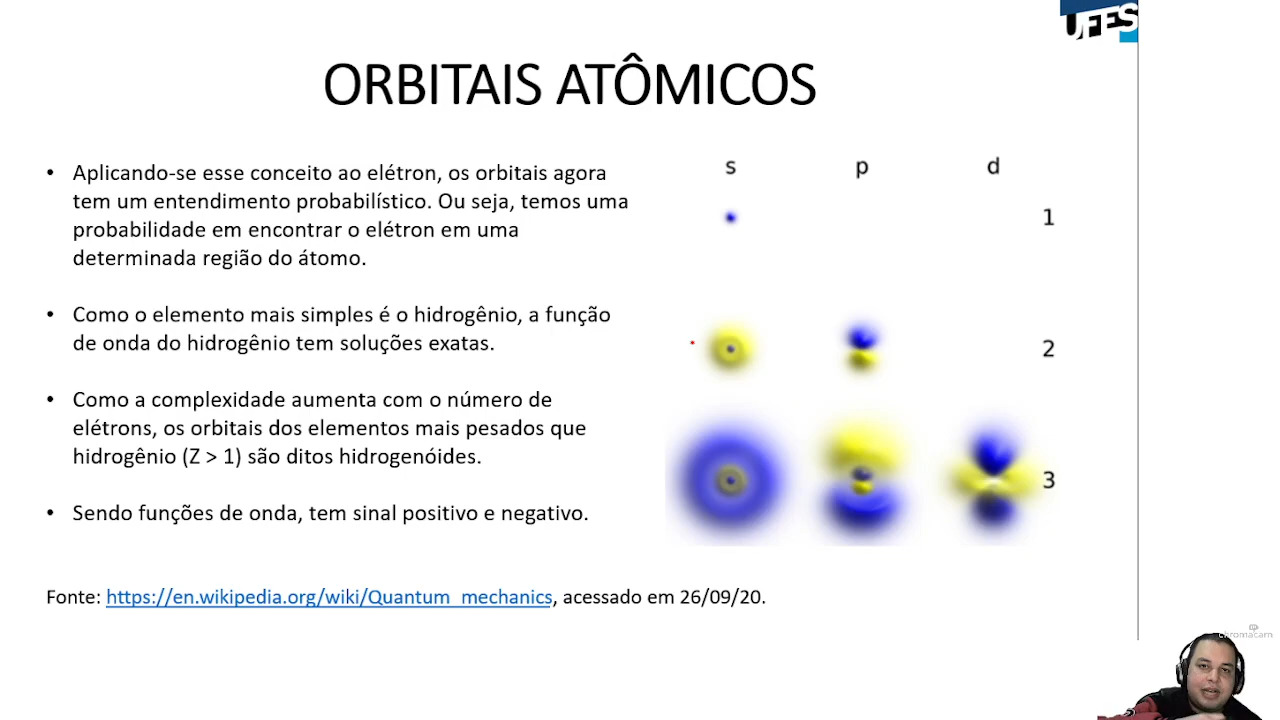 UFES
ORBITAIS ATÔMICOS
• Aplicando-se esse conceito ao elétron, os orbitais agora
tem um entendimento probabilístico. Ou seja, temos uma
probabilidade em encontrar o elétron em uma
determinada região do átomo.
• Como o elemento mais simples é o hidrogênio, a função
de onda do hidrogênio tem soluções exatas.
• Como a complexidade aumenta com o número de
elétrons, os orbitais dos elementos mais pesados que
hidrogênio (Z > 1) são ditos hidrogenóides.
• Sendo funções de onda, tem sinal positivo e negativo.
s p d
1
2
3
Fonte: https://en.wikipedia.org/wiki/Quantum_mechanics, acessado em 26/09/20.
chromacam